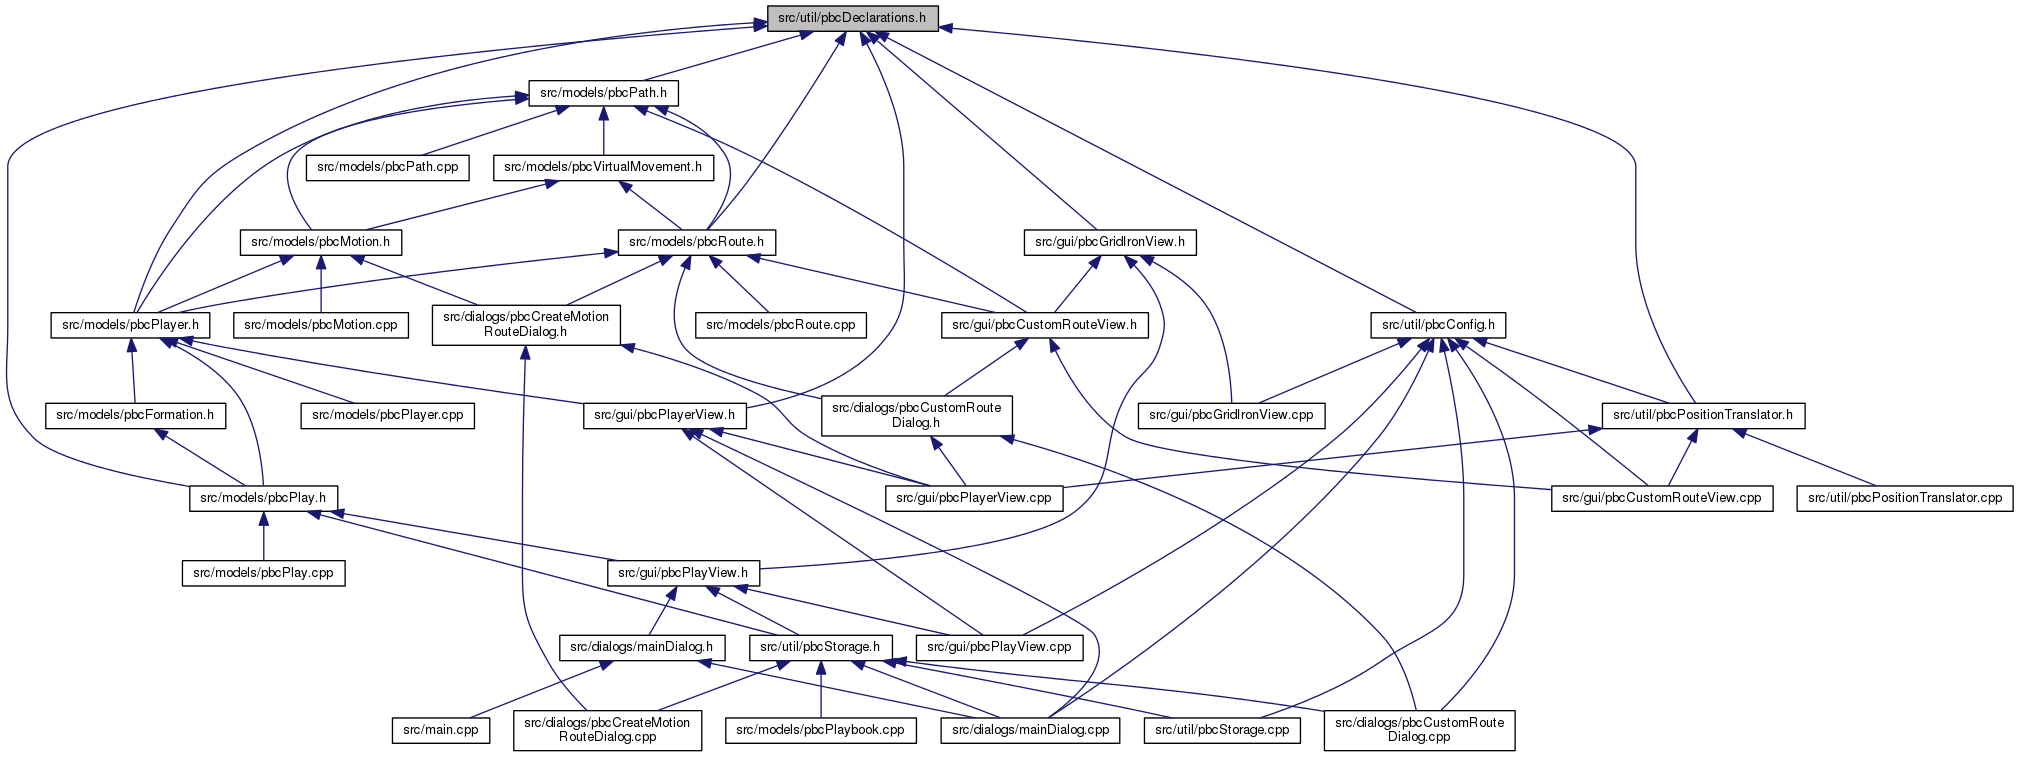 src/util/pbcDeclarations.h
src/models/pbcPath.h
src/models/pbcPath.cpp
src/models/pbcVirtualMovement.h
src/models/pbcMotion.h
src/models/pbcRoute.h
src/gui/pbcGridIronView.h
src/models/pbcPlayer.h
src/models/pbcMotion.cpp
src/dialogs/pbcCreateMotion
RouteDialog.h
src/models/pbcRoute.cpp
src/gui/pbcCustomRouteView.h
src/util/pbcConfig.h
src/models/pbcFormation.h
src/models/pbcPlayer.cpp
src/gui/pbcPlayerView.h
src/dialogs/pbcCustomRoute
Dialog.h
src/gui/pbcGridIronView.cpp
src/util/pbcPositionTranslator.h
src/models/pbcPlay.h
src/gui/pbcPlayerView.cpp
src/gui/pbcCustomRouteView.cpp
src/util/pbcPositionTranslator.cpp
src/models/pbcPlay.cpp
src/gui/pbcPlayView.h
src/dialogs/mainDialog.h
src/util/pbcStorage.h
src/gui/pbcPlayView.cpp
src/main.cpp
src/dialogs/pbcCreateMotion
RouteDialog.cpp
src/models/pbcPlaybook.cpp
src/dialogs/mainDialog.cpp
src/util/pbcStorage.cpp
src/dialogs/pbcCustomRoute
Dialog.cpp